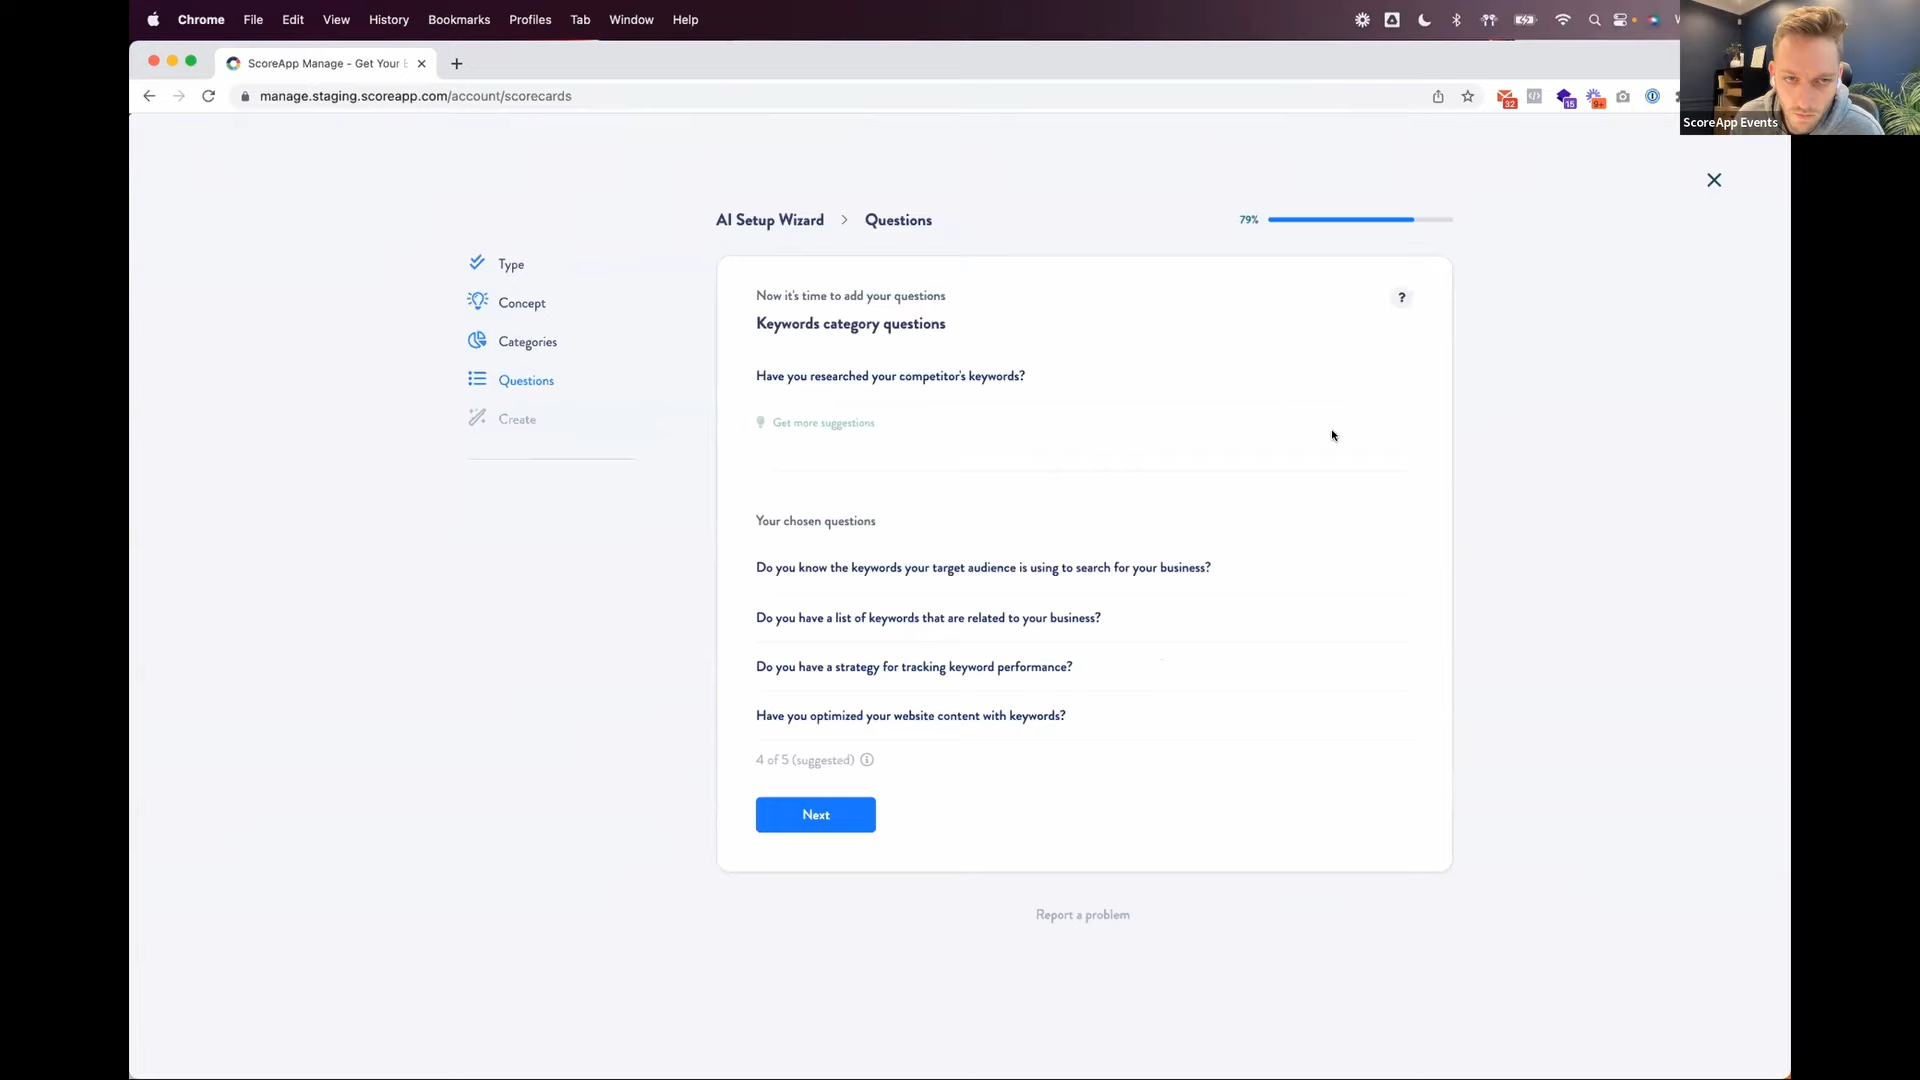 Chrome File Edit View History Bookmarks Profiles Tab Window Help
ScoreApp Manage - Get Your
manage.staging.scoreapp.com/account/scorecards
32
15
9+
ScoreApp Events
AI Setup Wizard > Questions
79%
Type
Concept
Categories
Questions
Create
Now it's time to add your questions
?
Keywords category questions
Have you researched your competitor's keywords?
Get more suggestions
Your chosen questions
Do you know the keywords your target audience is using to search for your business?
Do you have a list of keywords that are related to your business?
Do you have a strategy for tracking keyword performance?
Have you optimized your website content with keywords?
4 of 5 (suggested)
Next
Report a problem